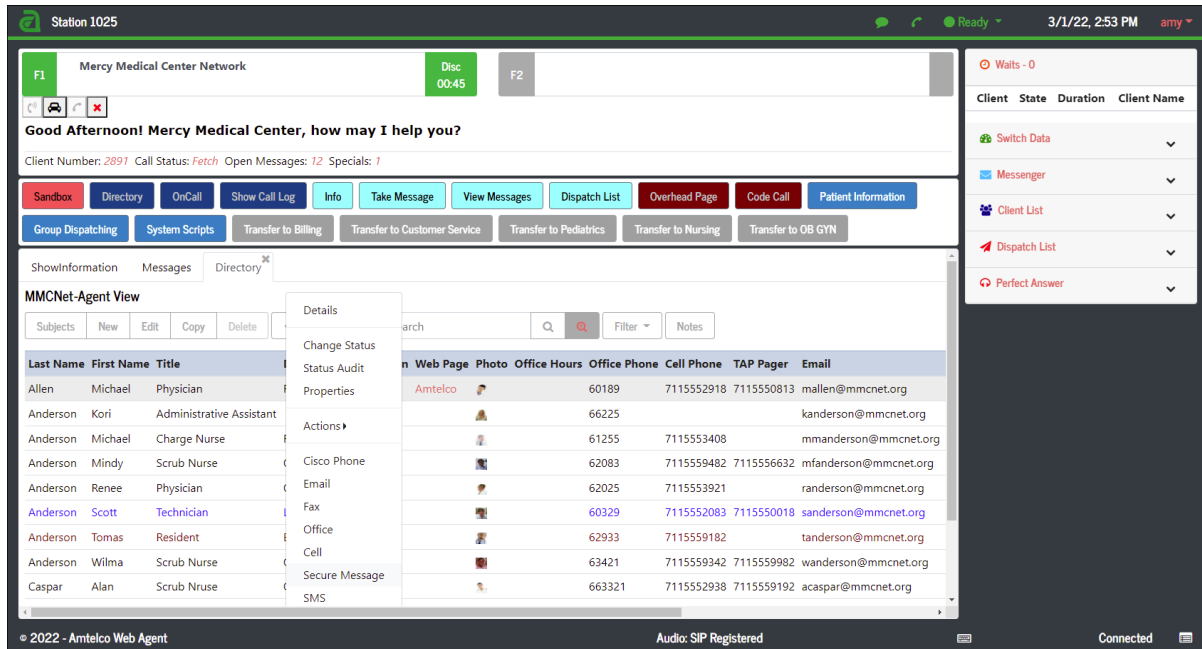 Station 1025
Ready
3/1/22, 2:53 PM
amy
F1
Mercy Medical Center Network
Disc
00:45
F2
Good Afternoon! Mercy Medical Center, how may I help you?
Client Number: 2891 Call Status: Fetch Open Messages: 12 Specials: 1
Sandbox Directory OnCall Show Call Log Info Take Message View Messages Dispatch List Overhead Page Code Call Patient Information
Group Dispatching System Scripts Transfer to Billing Transfer to Customer Service Transfer to Pediatrics Transfer to Nursing Transfer to OB GYN
ShowInformation Messages Directory
MMCNet-Agent View
Subjects New Edit Copy Delete arch Filter Notes
Last Name First Name Title n Web Page Photo Office Hours Office Phone Cell Phone TAP Pager Email
Allen Michael Physician Amtelco 60189 7115552918 7115550813 mallen@mmcnet.org
Anderson Kori Administrative Assistant 66225 kanderson@mmcnet.org
Anderson Michael Charge Nurse 61255 7115553408 mmanderson@mmcnet.org
Anderson Mindy Scrub Nurse 62083 7115559482 7115556632 mfanderson@mmcnet.org
Anderson Renee Physician 62025 7115553921 randerson@mmcnet.org
Anderson Scott Technician 60329 7115552083 7115550018 sanderson@mmcnet.org
Anderson Tomas Resident 62933 7115559182 tanderson@mmcnet.org
Anderson Wilma Scrub Nurse 63421 7115559342 7115559982 wanderson@mmcnet.org
Caspar Alan Scrub Nruse 663321 7115552938 7115559192 acaspar@mmcnet.org
Details
Change Status
Status Audit
Properties
Actions
Cisco Phone
Email
Fax
Office
Cell
Secure Message
SMS
Waits - 0
Client State Duration Client Name
Switch Data
Messenger
Client List
Dispatch List
Perfect Answer
© 2022 - Amtelco Web Agent
Audio: SIP Registered
Connected